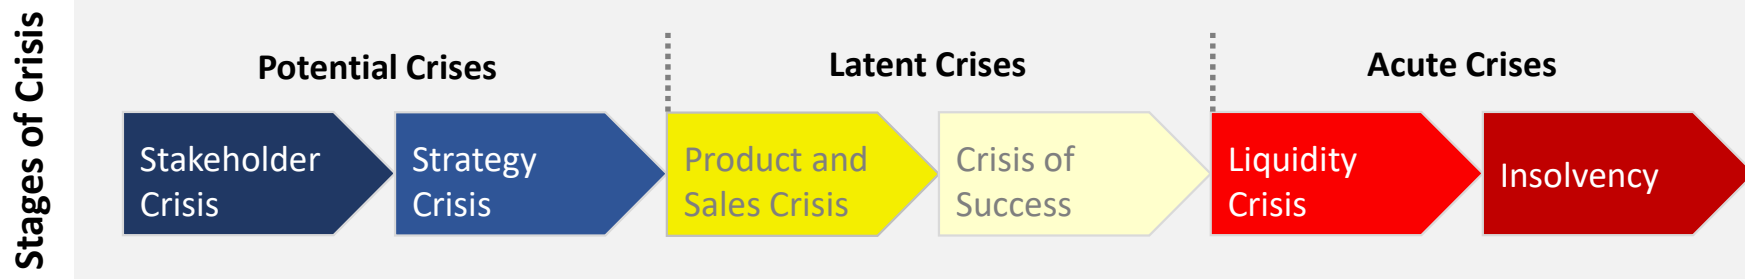 Stages of Crisis
Potential Crises
Latent Crises
Acute Crises
Stakeholder
Crisis
Strategy
Crisis
Product and
Sales Crisis
Crisis of
Success
Liquidity
Crisis
Insolvency